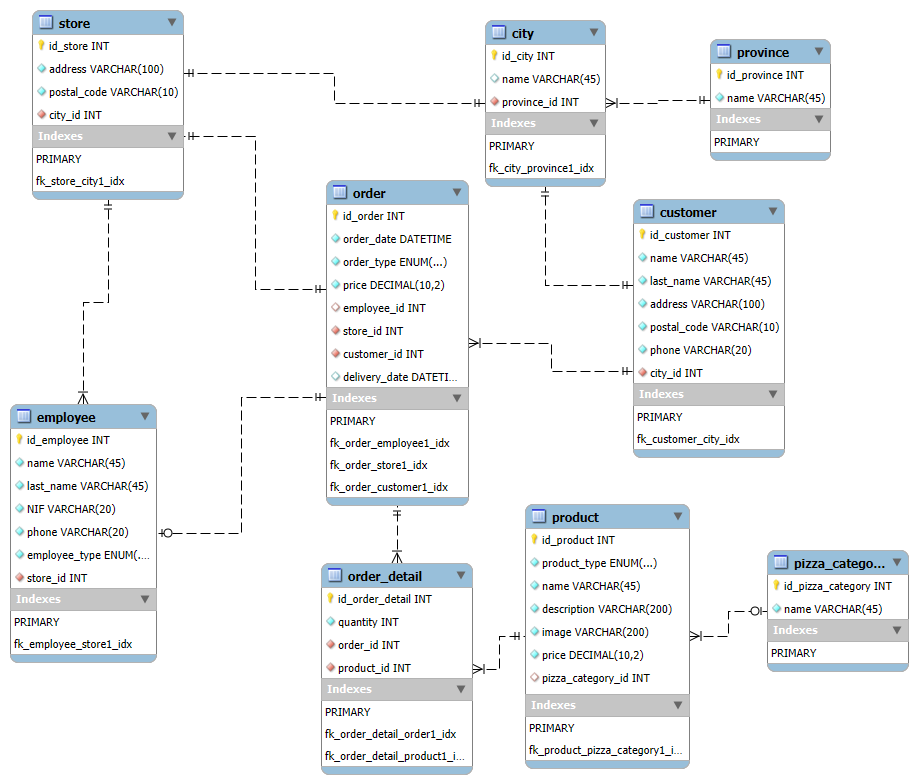 store
id_store INT
address VARCHAR(100)
postal_code VARCHAR(10)
city_id INT
Indexes
PRIMARY
fk_store_city1_idx
city
id_city INT
name VARCHAR(45)
province_id INT
Indexes
PRIMARY
fk_city_province1_idx
province
id_province INT
name VARCHAR(45)
Indexes
PRIMARY
order
id_order INT
order_date DATETIME
order_type ENUM(...)
price DECIMAL(10,2)
employee_id INT
store_id INT
customer_id INT
delivery_date DATETI...
Indexes
PRIMARY
fk_order_employee1_idx
fk_order_store1_idx
fk_order_customer1_idx
customer
id_customer INT
name VARCHAR(45)
last_name VARCHAR(45)
address VARCHAR(100)
postal_code VARCHAR(10)
phone VARCHAR(20)
city_id INT
Indexes
PRIMARY
fk_customer_city_idx
employee
id_employee INT
name VARCHAR(45)
last_name VARCHAR(45)
NIF VARCHAR(20)
phone VARCHAR(20)
employee_type ENUM(....
store_id INT
Indexes
PRIMARY
fk_employee_store1_idx
order_detail
id_order_detail INT
quantity INT
order_id INT
product_id INT
Indexes
PRIMARY
fk_order_detail_order1_idx
fk_order_detail_product1_i...
product
id_product INT
product_type ENUM(...)
name VARCHAR(45)
description VARCHAR(200)
image VARCHAR(200)
price DECIMAL(10,2)
pizza_category_id INT
Indexes
PRIMARY
fk_product_pizza_category1_i...
pizza_catego...
id_pizza_category INT
name VARCHAR(45)
Indexes
PRIMARY